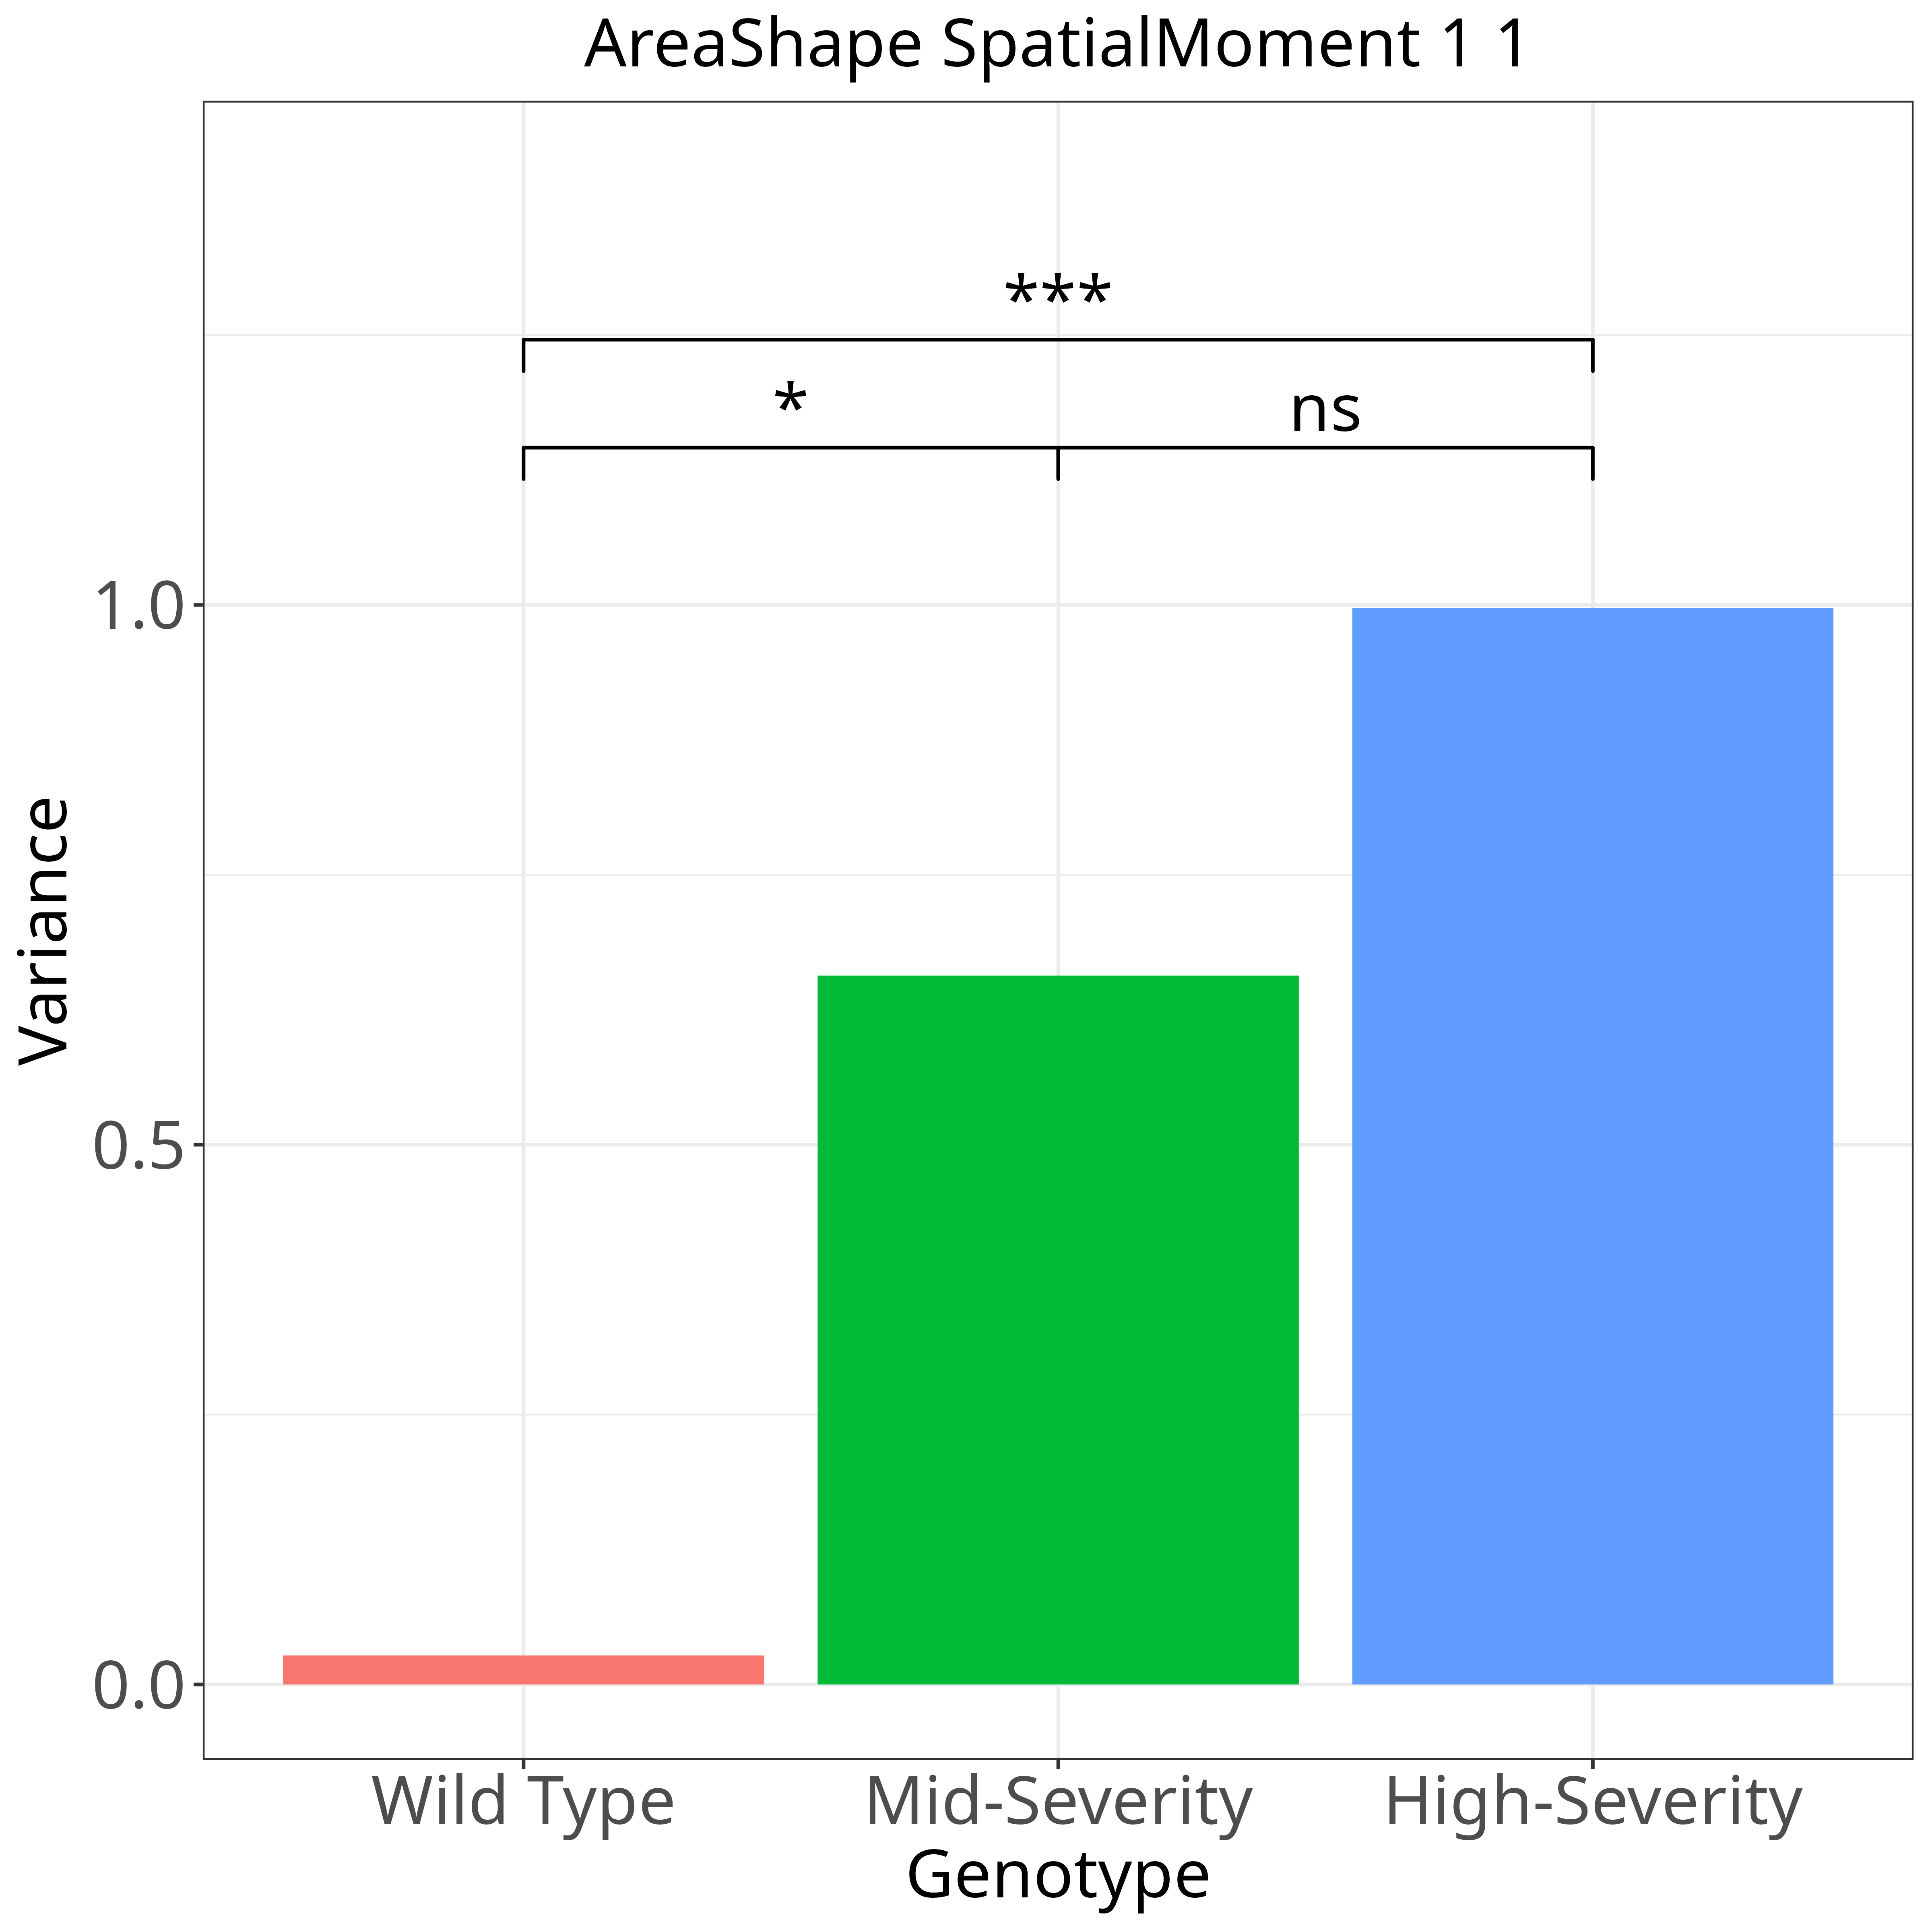 AreaShape SpatialMoment 1 1
***
*
ns
1.0
0.5
0.0
Variance
Wild Type
Mid-Severity
High-Severity
Genotype